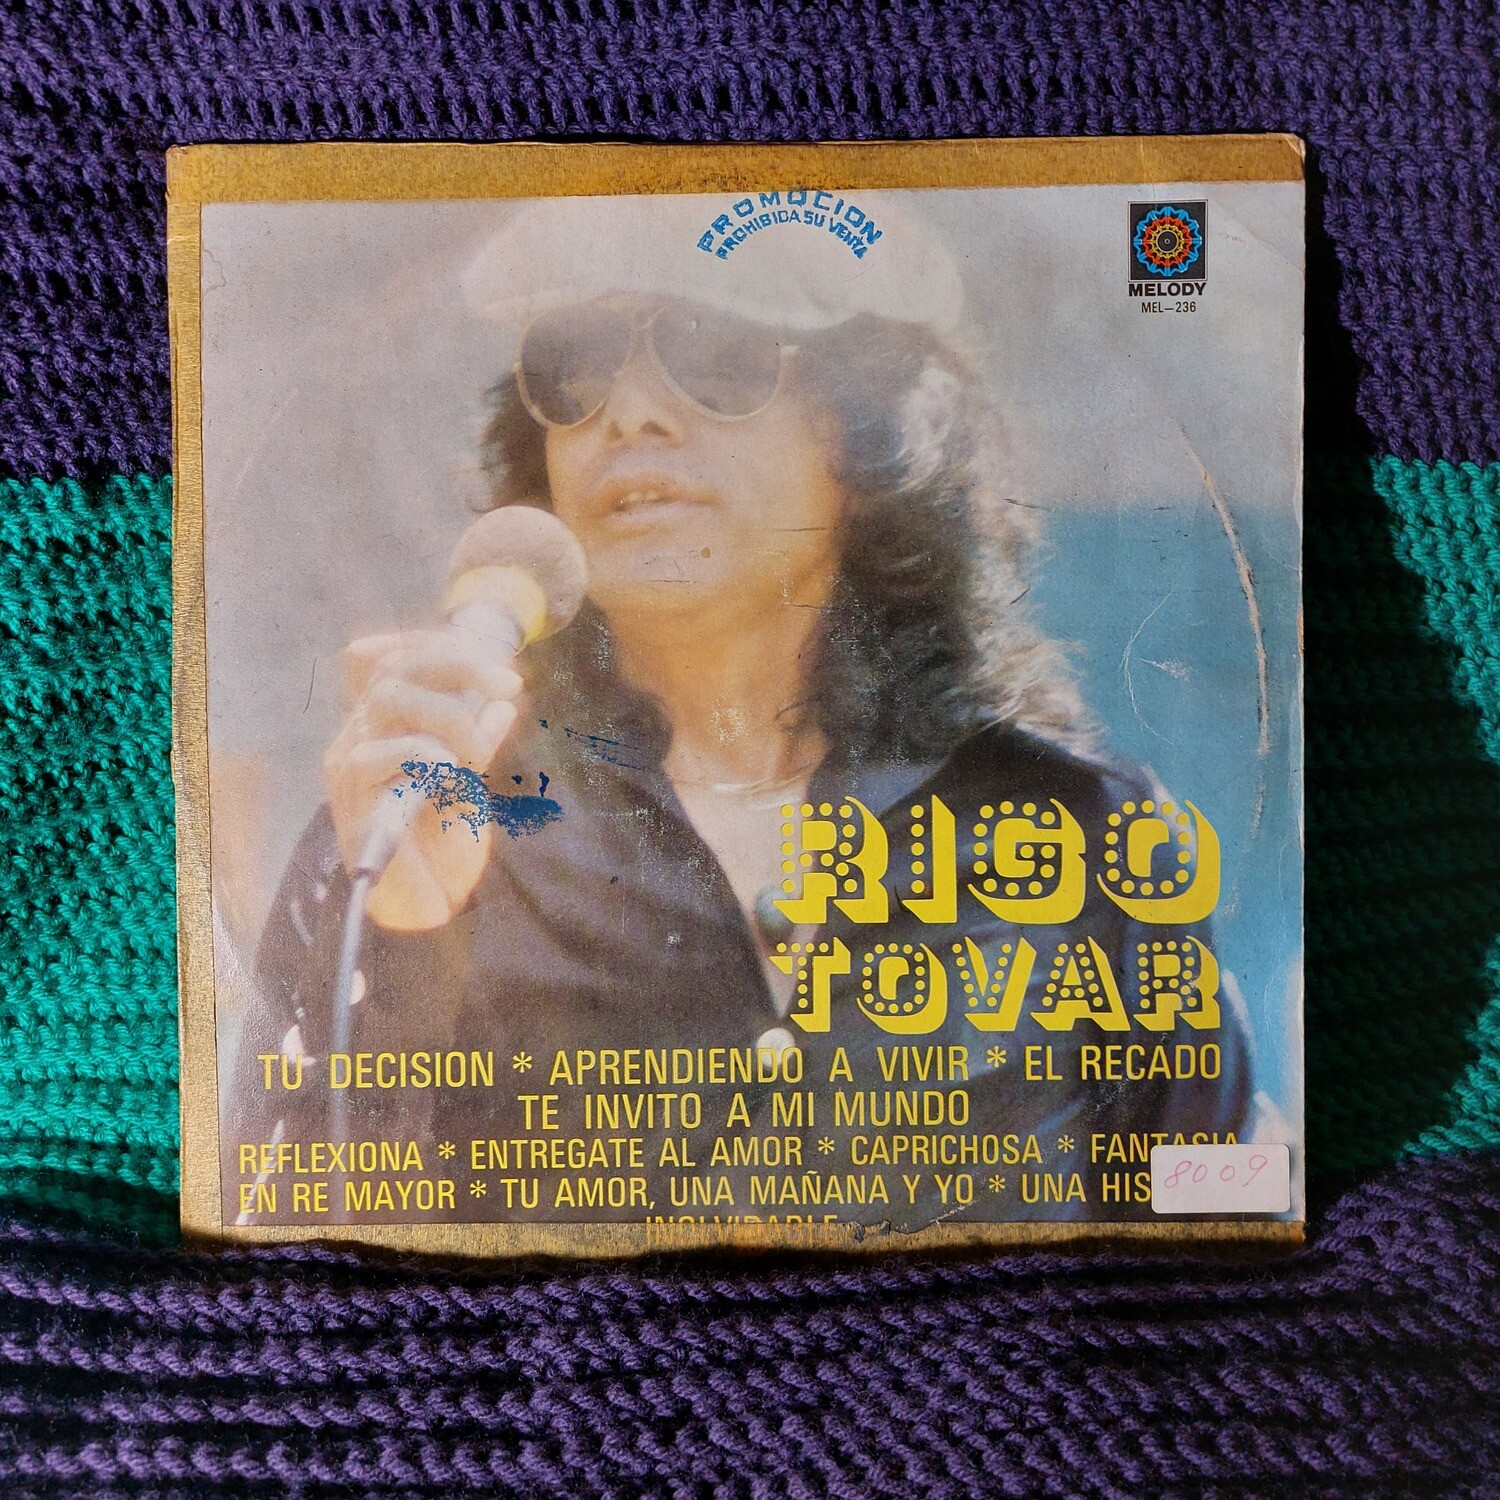 PROMOCION
PROHIBIDA SU VENTA
MELODY
MEL-236
RIGO
TOVAR
TU DECISION * APRENDIENDO A VIVIR * EL RECADO
TE INVITO A MI MUNDO
REFLEXIONA * ENTREGATE AL AMOR * CAPRICHOSA * FANTASIA
EN RE MAYOR * TU AMOR, UNA MAÑANA Y YO * UNA HIS
INOLVIDABLE
8009